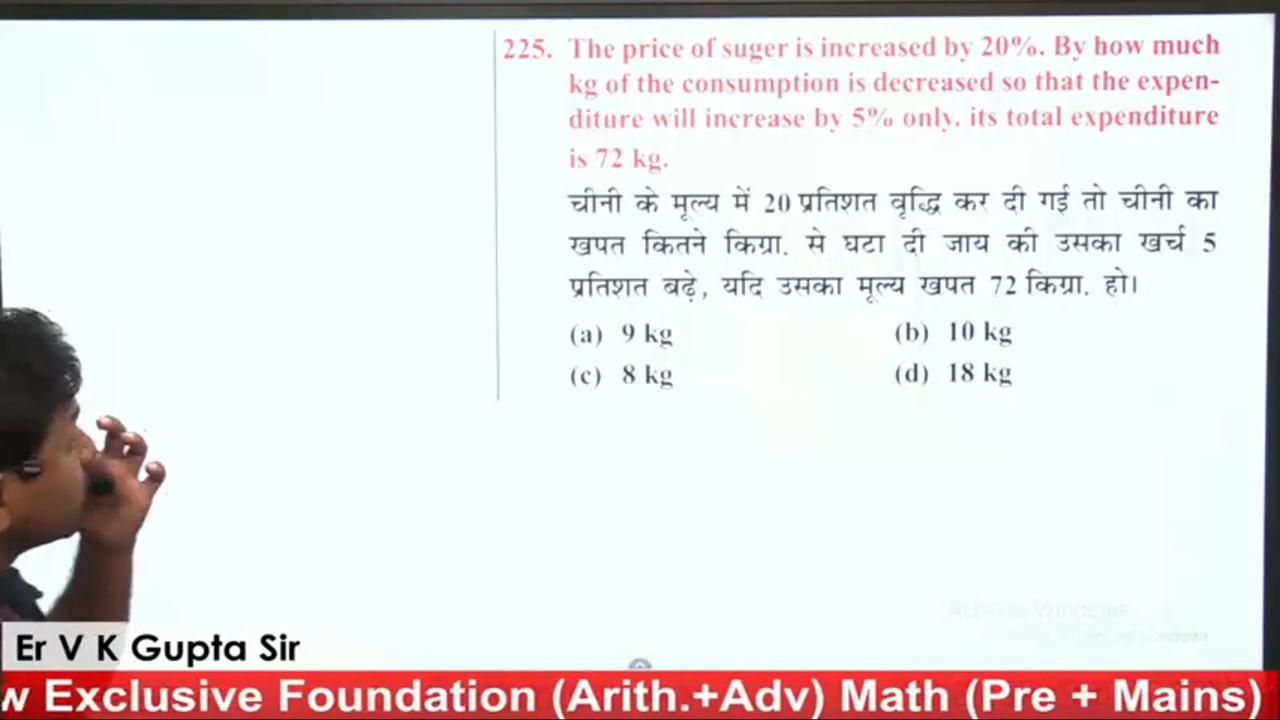 225. The price of suger is increased by 20%. By how much
kg of the consumption is decreased so that the expen-
diture will increase by 5% only. its total expenditure
is 72 kg.
चीनी के मूल्य में 20 प्रतिशत वृद्धि कर दी गई तो चीनी का
खपत कितने किग्रा. से घटा दी जाय की उसका खर्च 5
प्रतिशत बढ़े, यदि उसका मूल्य खपत 72 किग्रा. हो।
(a) 9 kg (b) 10 kg
(c) 8 kg (d) 18 kg
Activate Windows
Er V K Gupta Sir
w Exclusive Foundation (Arith.+Adv) Math (Pre + Mains)